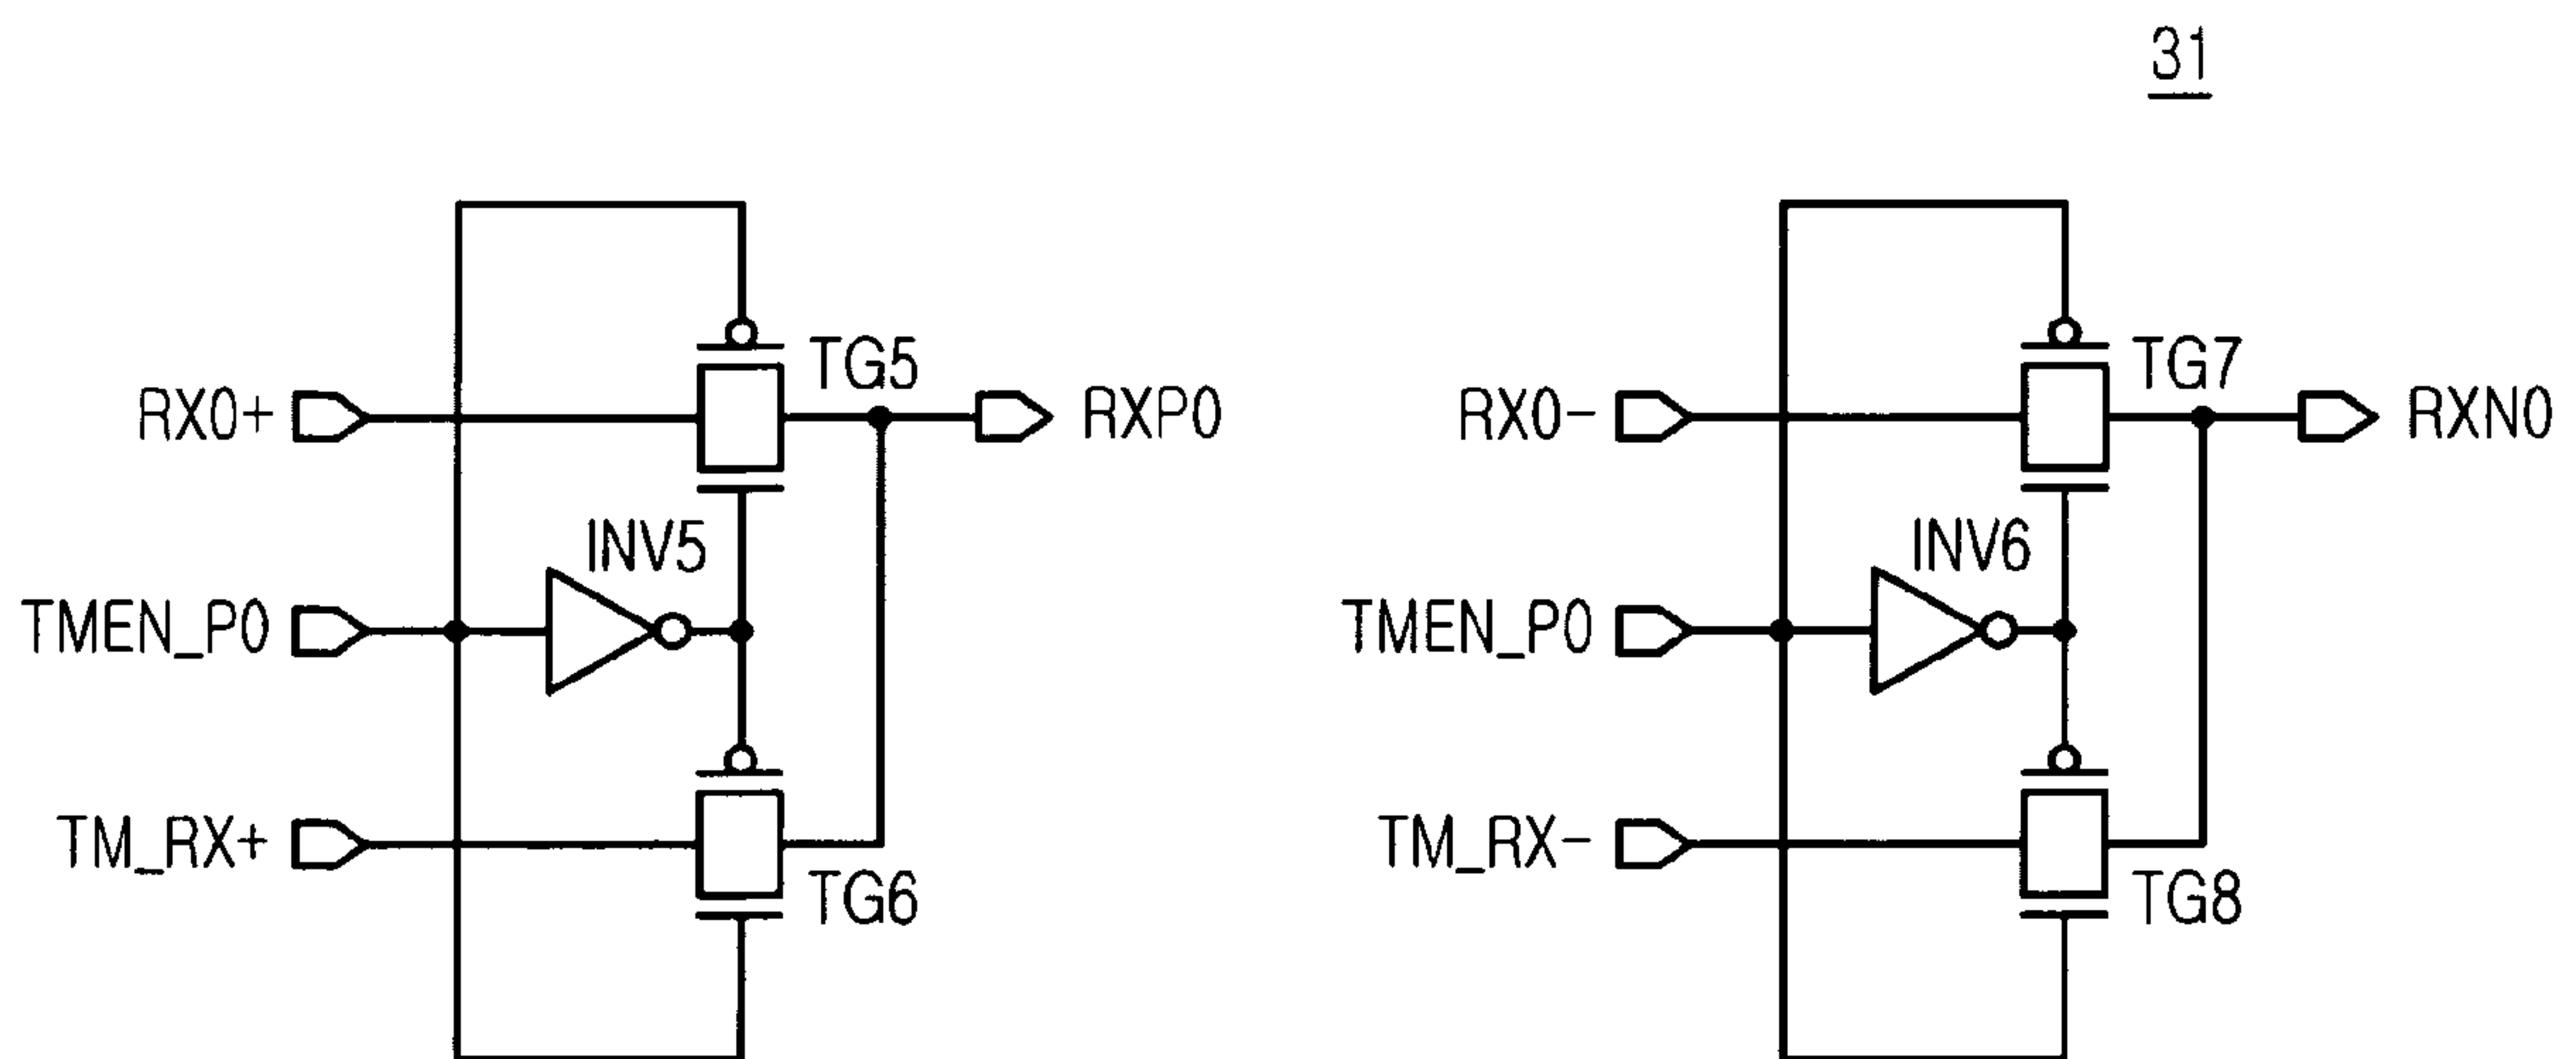 31
TG5
RX0+
RXP0
INV5
TMEN_P0
TM_RX+
TG6
TG7
RX0-
RXN0
INV6
TMEN_P0
TM_RX-
TG8